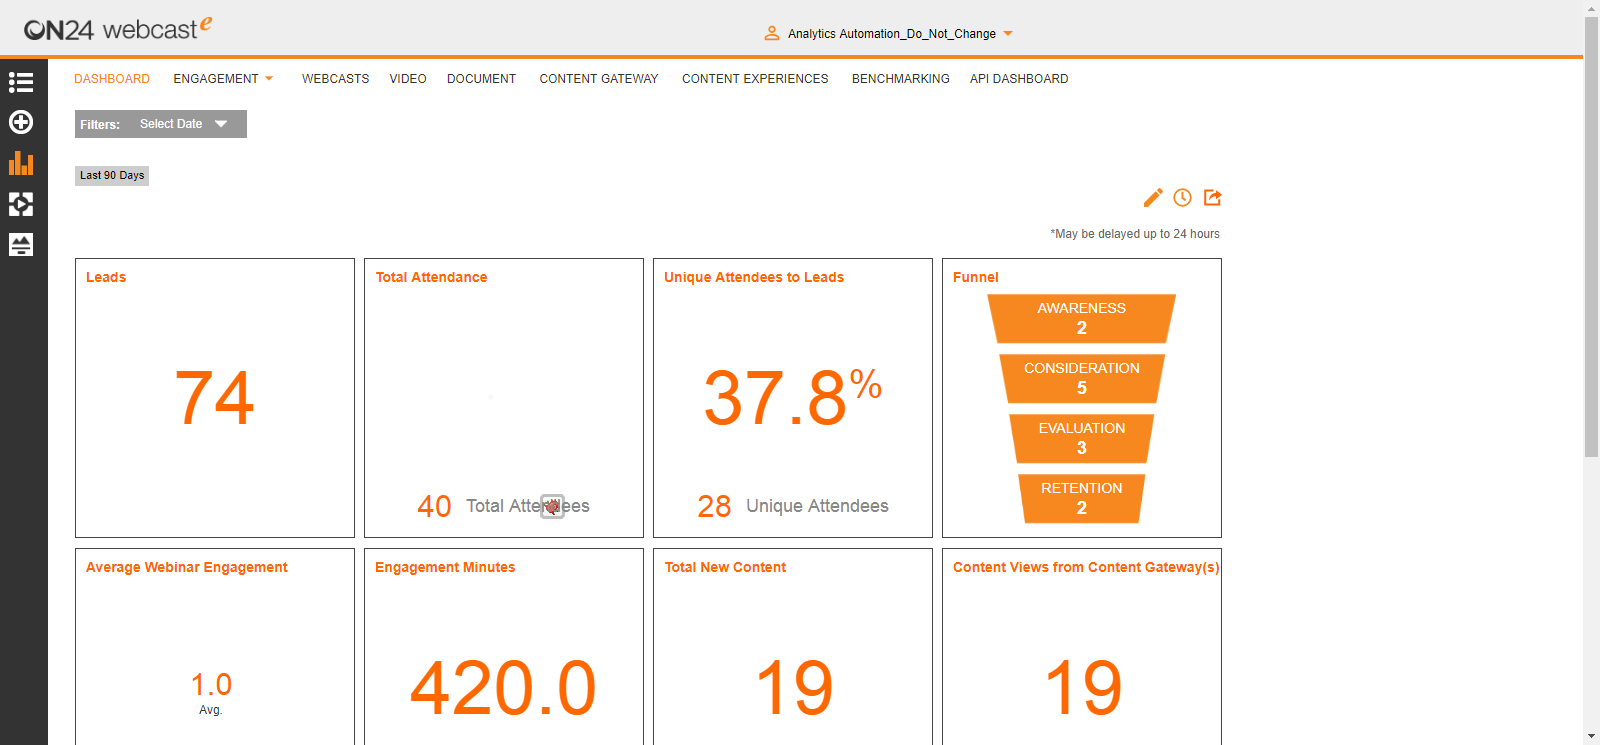 ON24 webcast e
Analytics Automation_Do_Not_Change
DASHBOARD ENGAGEMENT WEBCASTS VIDEO DOCUMENT CONTENT GATEWAY CONTENT EXPERIENCES BENCHMARKING API DASHBOARD
Filters: Select Date
Last 90 Days
*May be delayed up to 24 hours
Leads
74
Total Attendance
40 Total Attendees
Unique Attendees to Leads
37.8%
28 Unique Attendees
Funnel
AWARENESS
2
CONSIDERATION
5
EVALUATION
3
RETENTION
2
Average Webinar Engagement
1.0
Avg.
Engagement Minutes
420.0
Total New Content
19
Content Views from Content Gateway(s)
19